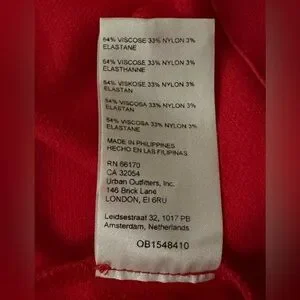 64% VISCOSE 33% NYLON 3%
ELASTANE
64% VISCOSE 33% NYLON 3%
ELASTHANNE
64% VISKOSE 33% NYLON 3%
ELASTAN
64% VISCOSA 33% NYLON 3%
ELASTAN
64% VISCOSA 33% NYLON 3%
ELASTANE
MADE IN PHILIPPINES
HECHO EN LAS FILIPINAS
RN 66170
CA 32054
Urban Outfitters, Inc.
146 Brick Lane
LONDON, EI 6RU
Leidsestraat 32, 1017 PB
Amsterdam, Netherlands
OB1548410